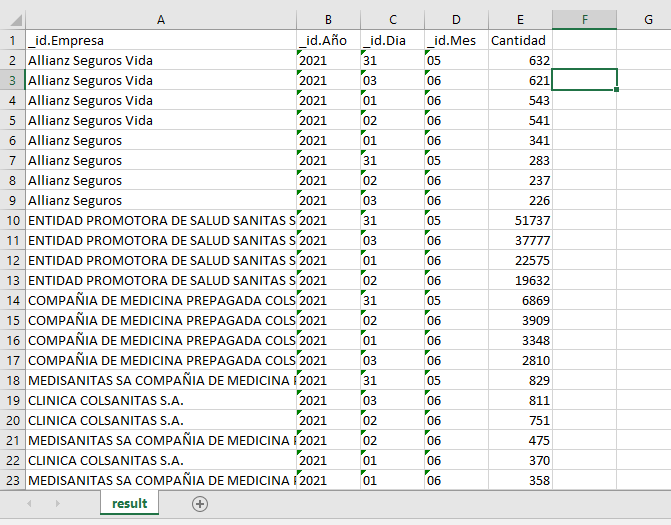 A B C D E F G
1 _id.Empresa _id.Año _id.Dia _id.Mes Cantidad
2 Allianz Seguros Vida 2021 31 05 632
3 Allianz Seguros Vida 2021 03 06 621
4 Allianz Seguros Vida 2021 01 06 543
5 Allianz Seguros Vida 2021 02 06 541
6 Allianz Seguros 2021 01 06 341
7 Allianz Seguros 2021 31 05 283
8 Allianz Seguros 2021 02 06 237
9 Allianz Seguros 2021 03 06 226
10 ENTIDAD PROMOTORA DE SALUD SANITAS S 2021 31 05 51737
11 ENTIDAD PROMOTORA DE SALUD SANITAS S 2021 03 06 37777
12 ENTIDAD PROMOTORA DE SALUD SANITAS S 2021 01 06 22575
13 ENTIDAD PROMOTORA DE SALUD SANITAS S 2021 02 06 19632
14 COMPAÑIA DE MEDICINA PREPAGADA COLS 2021 31 05 6869
15 COMPAÑIA DE MEDICINA PREPAGADA COLS 2021 02 06 3909
16 COMPAÑIA DE MEDICINA PREPAGADA COLS 2021 01 06 3348
17 COMPAÑIA DE MEDICINA PREPAGADA COLS 2021 03 06 2810
18 MEDISANITAS SA COMPAÑIA DE MEDICINA 2021 31 05 829
19 CLINICA COLSANITAS S.A. 2021 03 06 811
20 CLINICA COLSANITAS S.A. 2021 02 06 751
21 MEDISANITAS SA COMPAÑIA DE MEDICINA 2021 02 06 475
22 CLINICA COLSANITAS S.A. 2021 01 06 370
23 MEDISANITAS SA COMPAÑIA DE MEDICINA 2021 01 06 358
result